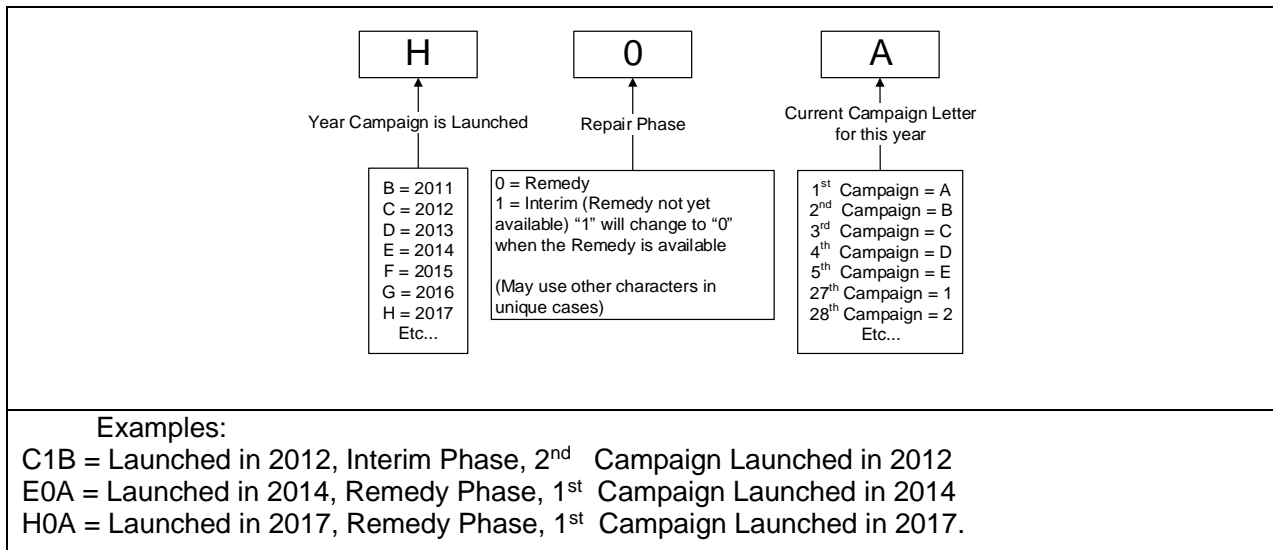 H
0
A
Year Campaign is Launched
Repair Phase
Current Campaign Letter
for this year
B = 2011
C = 2012
D = 2013
E = 2014
F = 2015
G = 2016
H = 2017
Etc...
0 = Remedy
1 = Interim (Remedy not yet
available) “1” will change to “0”
when the Remedy is available
(May use other characters in
unique cases)
1st Campaign = A
2nd Campaign = B
3rd Campaign = C
4th Campaign = D
5th Campaign = E
27th Campaign = 1
28th Campaign = 2
Etc...
Examples:
C1B = Launched in 2012, Interim Phase, 2nd Campaign Launched in 2012
E0A = Launched in 2014, Remedy Phase, 1st Campaign Launched in 2014
H0A = Launched in 2017, Remedy Phase, 1st Campaign Launched in 2017.